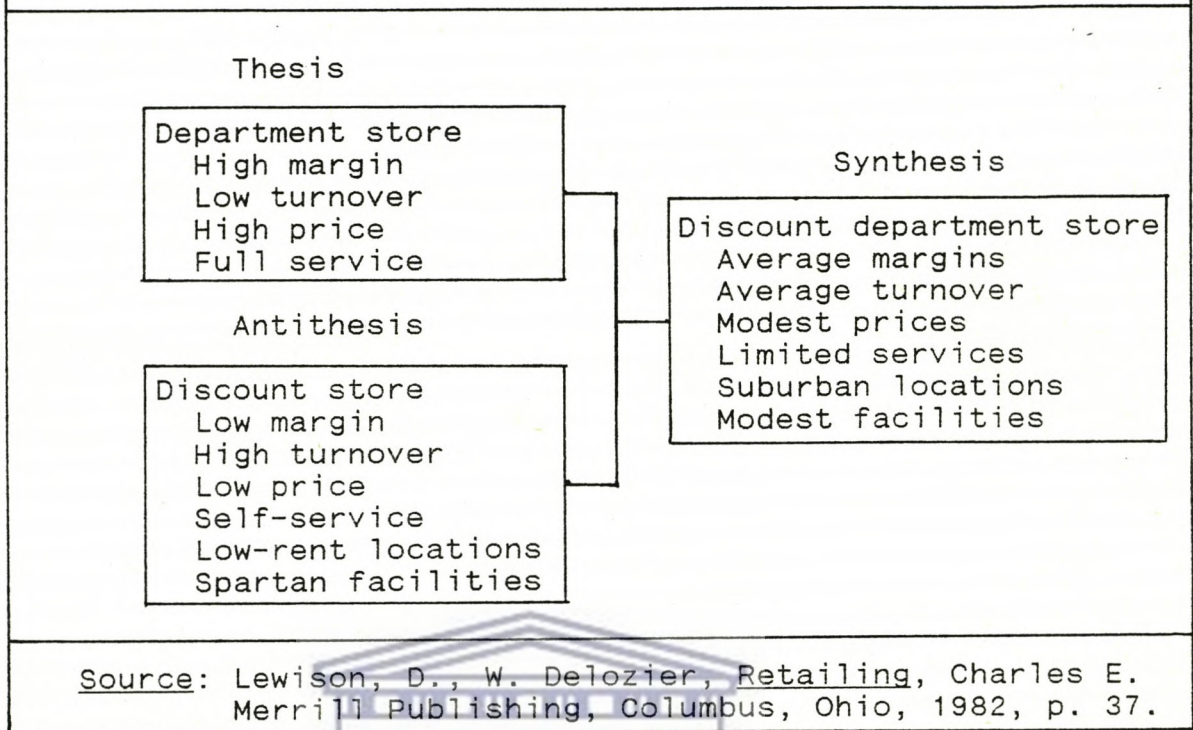 Thesis
Department store
High margin
Low turnover
High price
Full service
Antithesis
Discount store
Low margin
High turnover
Low price
Self-service
Low-rent locations
Spartan facilities
Synthesis
Discount department store
Average margins
Average turnover
Modest prices
Limited services
Suburban locations
Modest facilities
Source: Lewison, D., W. Delozier, Retailing, Charles E.
Merrill Publishing, Columbus, Ohio, 1982, p. 37.